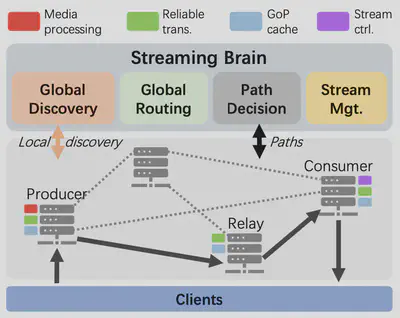 Media
processing
Reliable
trans.
GoP
cache
Stream
ctrl.
Streaming Brain
Global
Discovery
Global
Routing
Path
Decision
Stream
Mgt.
Local discovery
Paths
Producer
Relay
Consumer
Clients